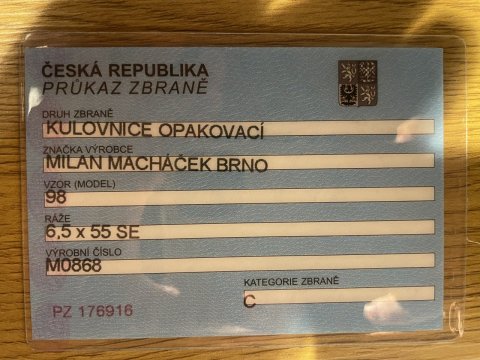 ČESKÁ REPUBLIKA
PRŮKAZ ZBRANĚ
DRUH ZBRANĚ
KULOVNICE OPAKOVACÍ
ZNAČKA VÝROBCE
MILAN MACHÁČEK BRNO
VZOR (MODEL)
98
RÁŽE
6,5 x 55 SE
VÝROBNÍ ČÍSLO
M0868
KATEGORIE ZBRANĚ
C
PZ 176916